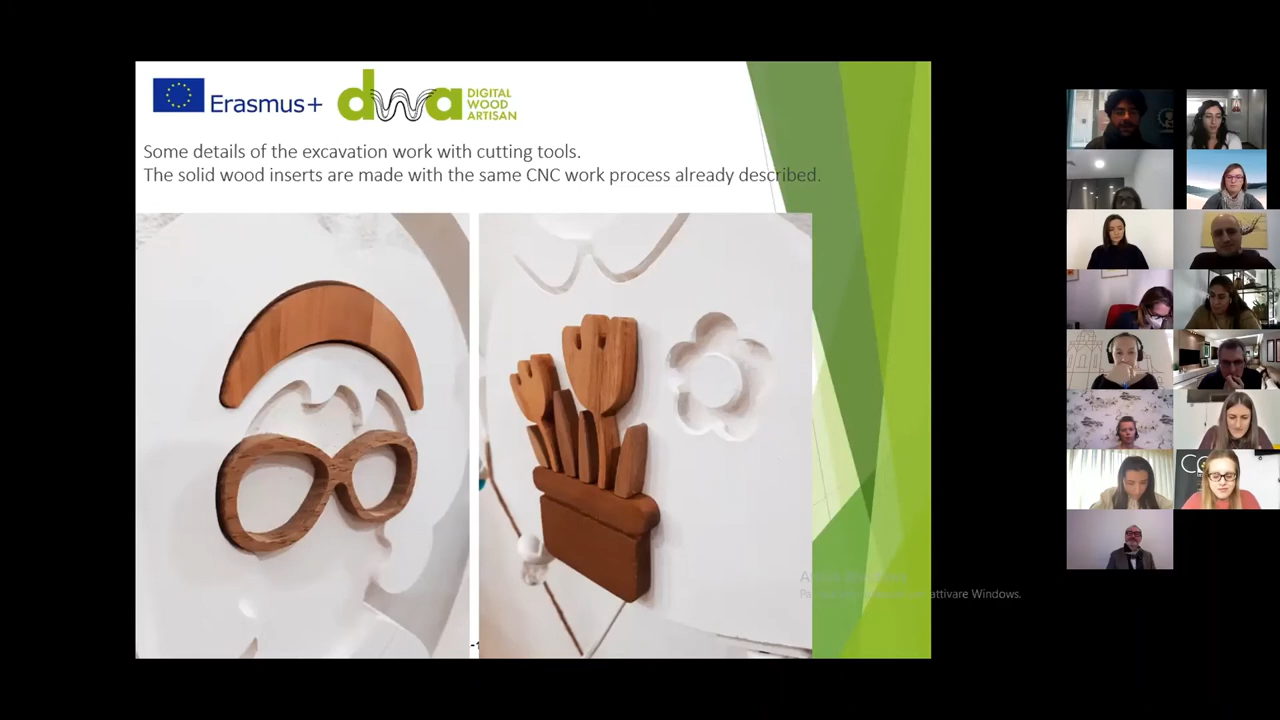 Erasmus+
dwa
DIGITAL
WOOD
ARTISAN
Some details of the excavation work with cutting tools.
The solid wood inserts are made with the same CNC work process already described.
attivare Windows.